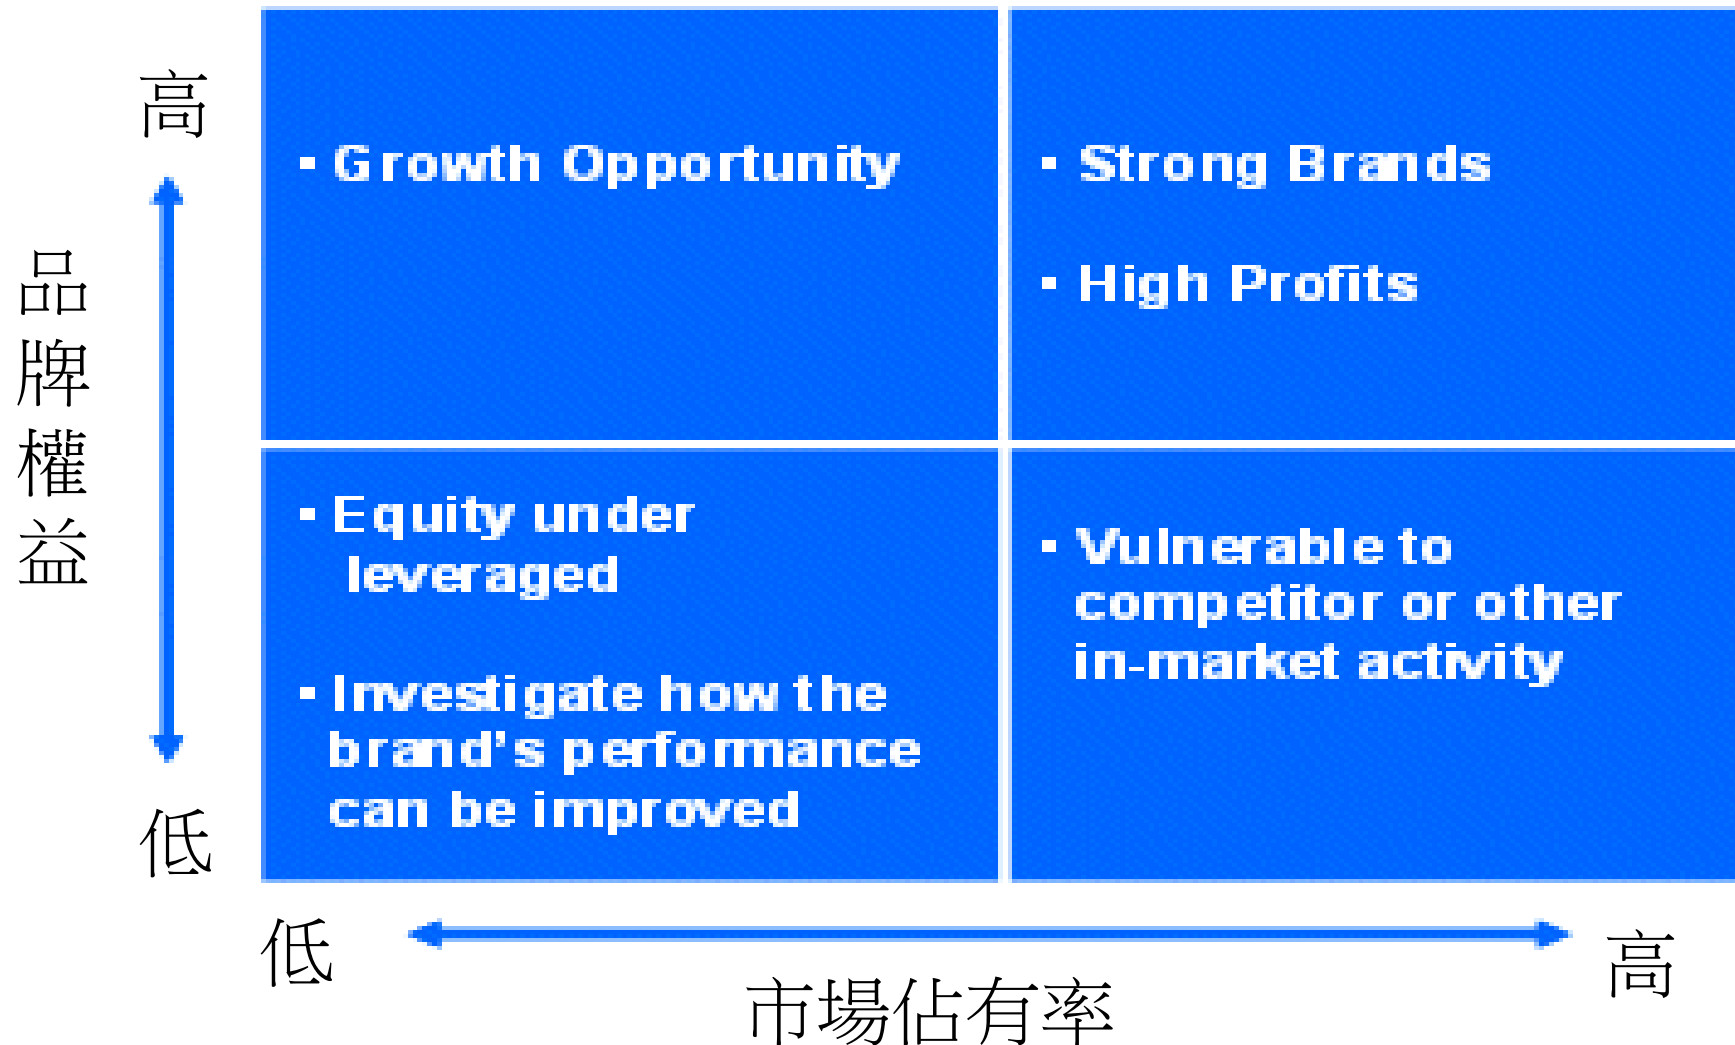 高
品牌權益
低
▪ Growth Opportunity
▪ Strong Brands
▪ High Profits
▪ Equity under
leveraged
▪ Investigate how the
brand’s performance
can be improved
▪ Vulnerable to
competitor or other
in-market activity
低
高
市場佔有率